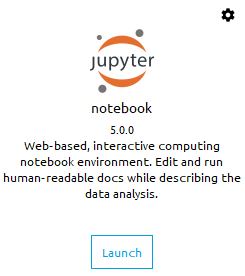 jupyter
notebook
5.0.0
Web-based, interactive computing
notebook environment. Edit and run
human-readable docs while describing the
data analysis.
Launch